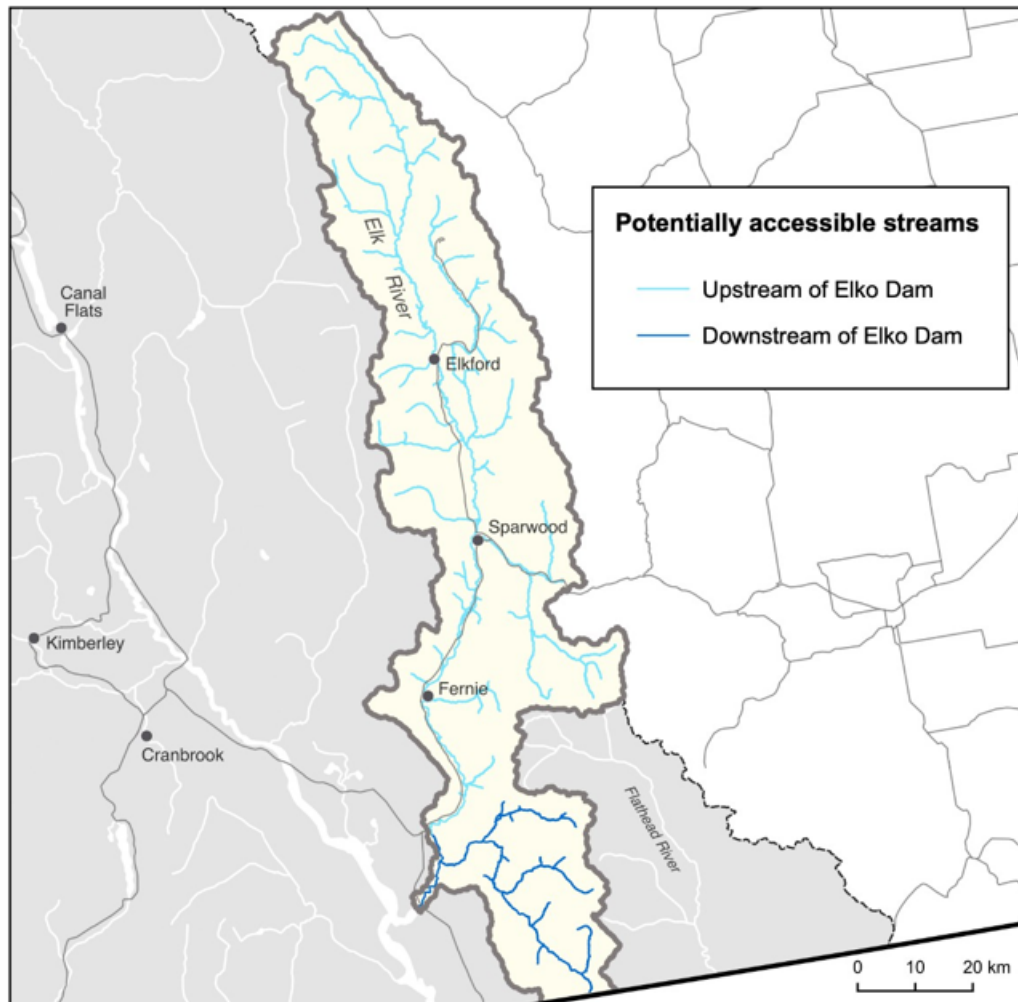 Potentially accessible streams
Upstream of Elko Dam
Downstream of Elko Dam
Elk
River
Canal
Flats
Elkford
Sparwood
Kimberley
Fernie
Cranbrook
Flathead River
0 10 20 km